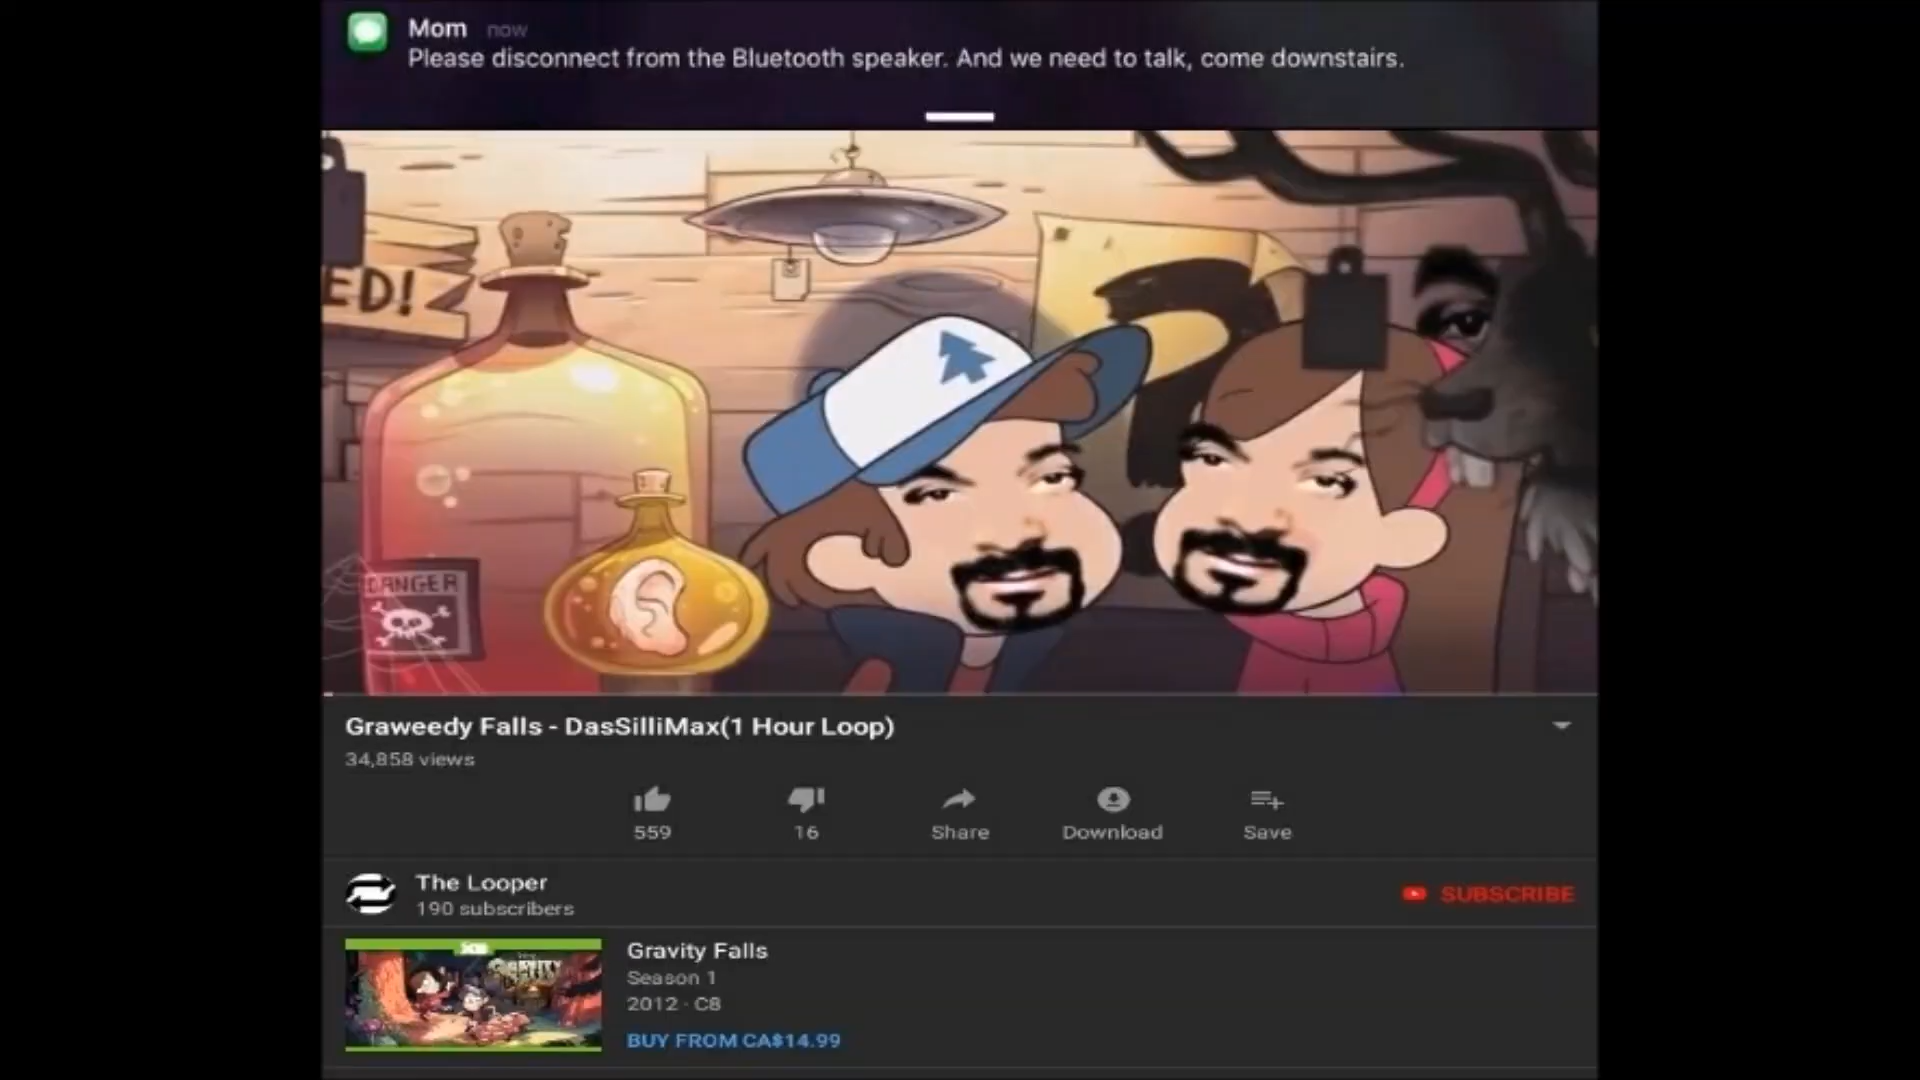 Mom now
Please disconnect from the Bluetooth speaker. And we need to talk, come downstairs.
ED!
DANGER
Graweedy Falls - DasSilliMax(1 Hour Loop)
34,858 views
559
16
Share
Download
Save
The Looper
190 subscribers
SUBSCRIBE
Gravity Falls
Season 1
2012 · C8
BUY FROM CA$14.99